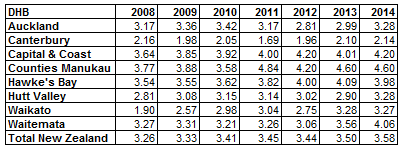 DHB 2008 2009 2010 2011 2012 2013 2014
Auckland 3.17 3.36 3.42 3.17 2.81 2.99 3.28
Canterbury 2.16 1.98 2.05 1.69 1.96 2.10 2.14
Capital & Coast 3.64 3.85 3.92 4.00 4.20 4.01 4.20
Counties Manukau 3.77 3.88 3.58 4.84 4.20 4.60 4.60
Hawke's Bay 3.54 3.55 3.62 3.82 4.00 4.09 3.98
Hutt Valley 2.81 3.08 3.15 3.14 3.02 2.90 3.28
Waikato 1.90 2.57 2.98 3.04 2.75 3.28 3.27
Waitemata 3.27 3.31 3.21 3.26 3.06 3.56 4.06
Total New Zealand 3.26 3.33 3.41 3.45 3.44 3.50 3.58